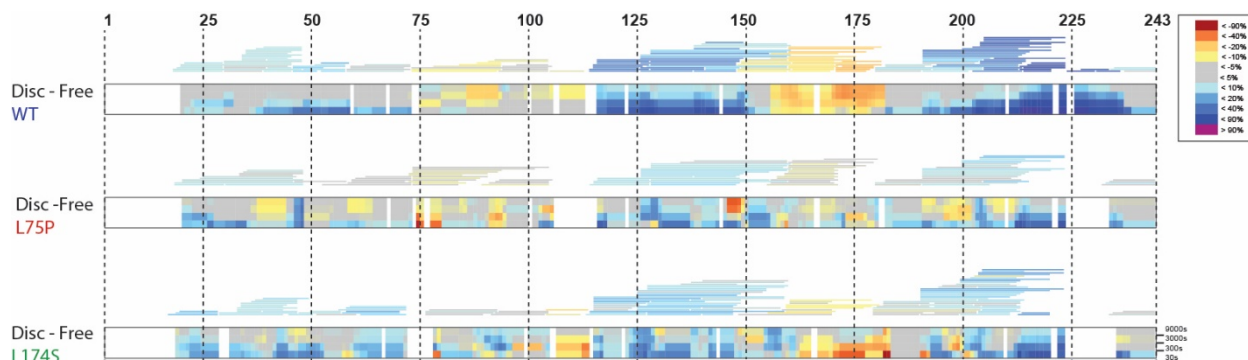 1 25 50 75 100 125 150 175 200 225 243
< -90%
< -40%
< -20%
< -10%
< -5%
< 5%
< 10%
< 20%
< 40%
< 90%
> 90%
Disc - Free
WT
Disc -Free
L75P
Disc - Free
L174S
9000s
3000s
300s
30s